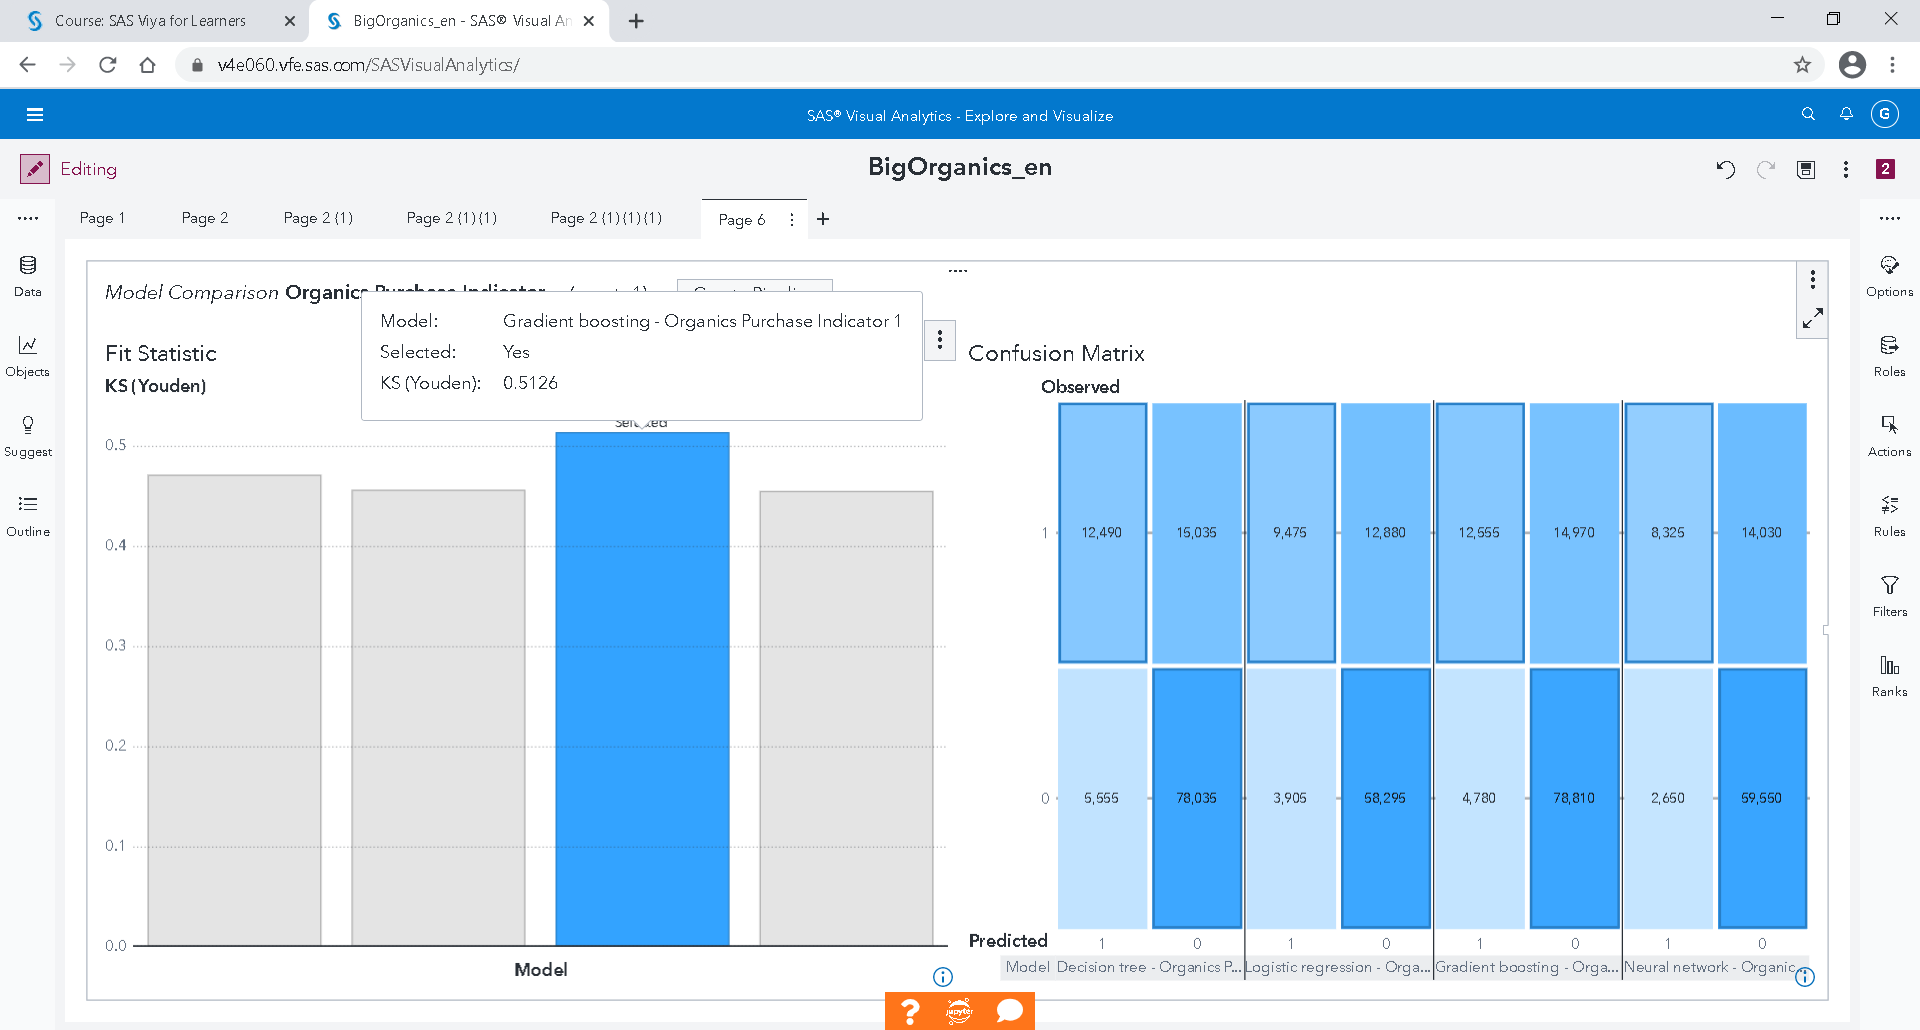 Course: SAS Viya for Learners
BigOrganics_en - SAS® Visual An
v4e060.vfe.sas.com/SASVisualAnalytics/
SAS® Visual Analytics - Explore and Visualize
G
Editing
BigOrganics_en
2
Page 1
Page 2
Page 2 (1)
Page 2 (1) (1)
Page 2 (1) (1) (1)
Page 6
Data
Objects
Suggest
Outline
Options
Roles
Actions
Rules
Filters
Ranks
Model Comparison Organics Purchase Indicator
Model: Gradient boosting - Organics Purchase Indicator 1
Selected: Yes
KS (Youden): 0.5126
Fit Statistic
KS (Youden)
Selected
0.5
0.4
0.3
0.2
0.1
0.0
Model
Confusion Matrix
Observed
1 12,490 15,035 9,475 12,880 12,555 14,970 8,325 14,030
0 5,555 78,035 3,905 58,295 4,780 78,810 2,650 59,550
Predicted 1 0 1 0 1 0 1 0
Model Decision tree - Organics P... Logistic regression - Orga... Gradient boosting - Orga... Neural network - Organic...
? jupyter